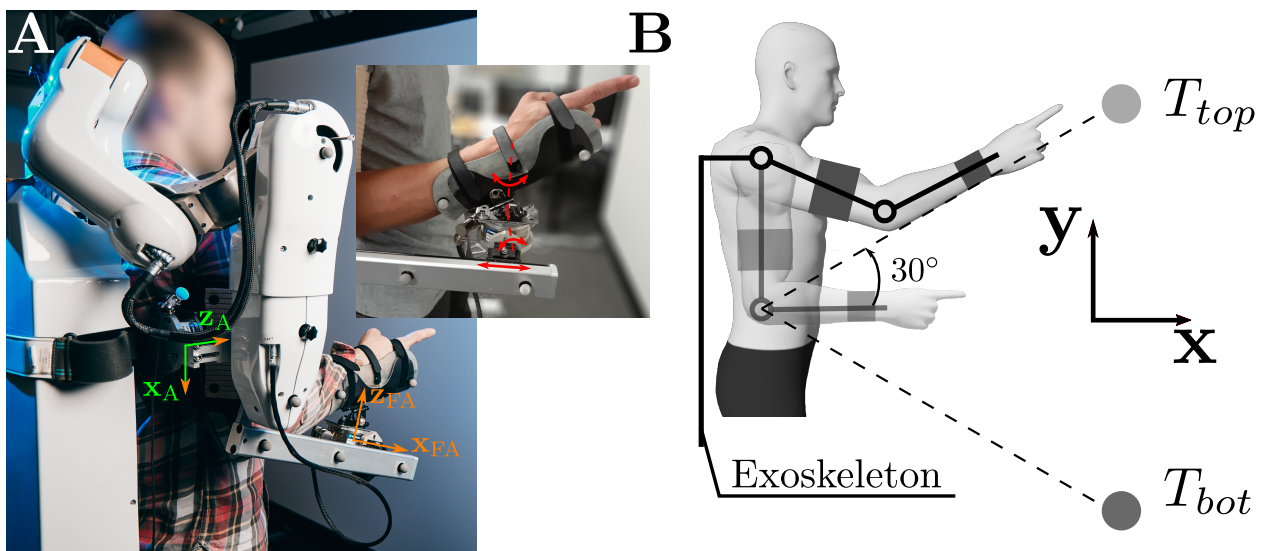 A
z_A
x_A
z_FA
x_FA
B
T_top
30°
y
x
Exoskeleton
T_bot